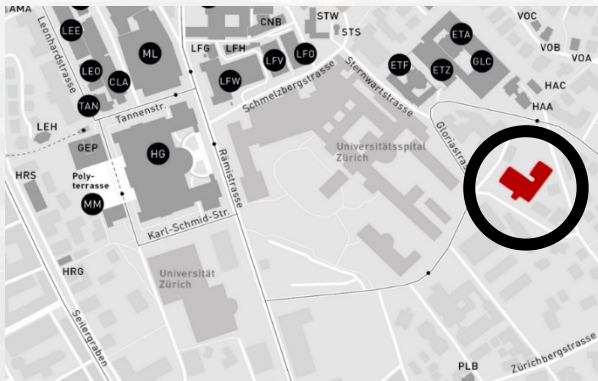 LAMA
CNB
STW
STS
VOC
VOB
VOA
LEE
Leonhardstrasse
ML
LFG
LFH
LFV
LFO
ETA
ETF
ETZ
GLC
LEO
CLA
LFW
Schmelzbergstrasse
Sternwartstrasse
HAC
HAA
TAN
Tannenstr.
LEH
GEP
HG
Rämistrasse
Universitätsspital
Zürich
Gloriastrasse
HRS
Poly-
terrasse
MM
Karl-Schmid-Str.
HRG
Universität
Zürich
Seilergraben
PLB
Zürichbergstrasse